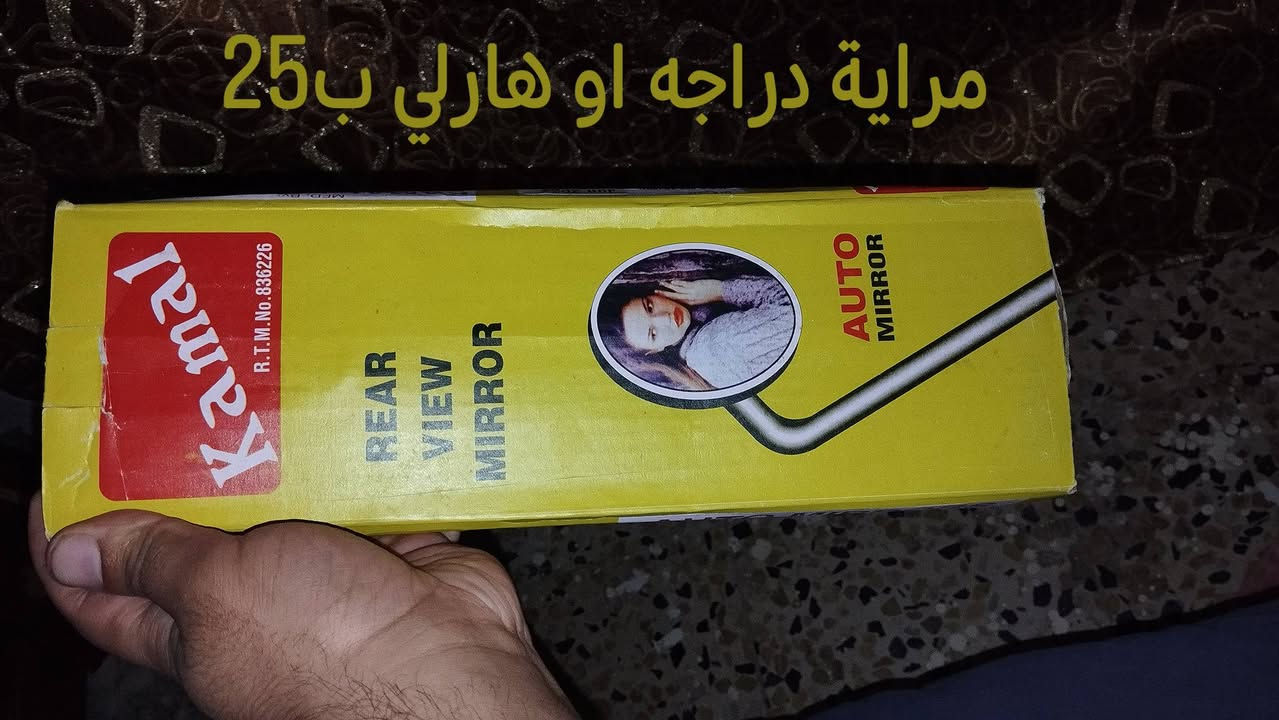 مراية دراجه او هارلي ب25
Kamal
R.T.M.No.836226
REAR
VIEW
MIRROR
AUTO
MIRROR